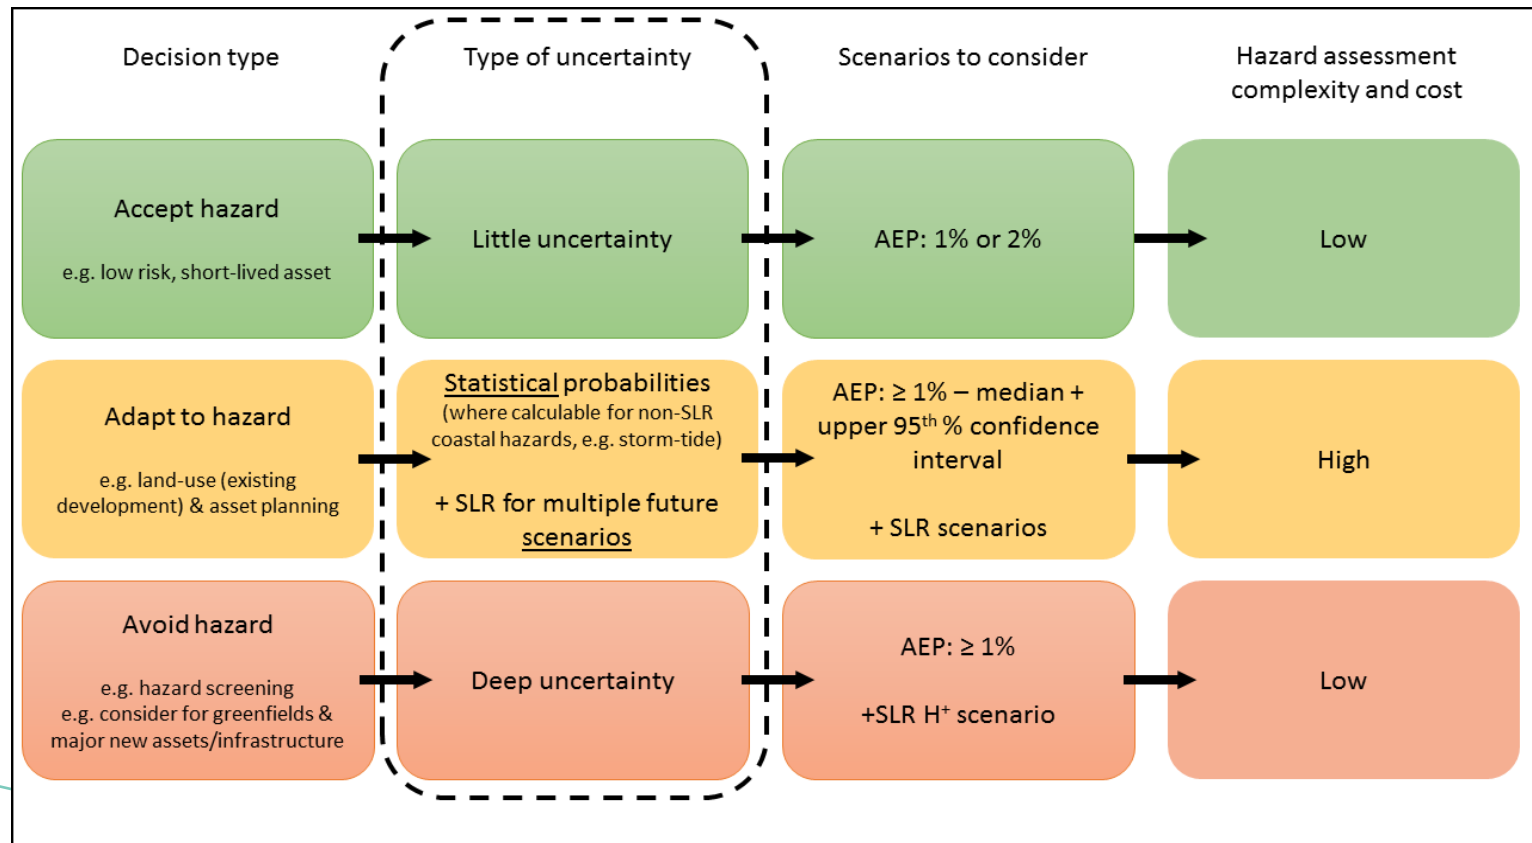 Decision type
Type of uncertainty
Scenarios to consider
Hazard assessment
complexity and cost
Accept hazard
e.g. low risk, short-lived asset
Little uncertainty
AEP: 1% or 2%
Low
Adapt to hazard
e.g. land-use (existing
development) & asset planning
Statistical probabilities
(where calculable for non-SLR
coastal hazards, e.g. storm-tide)
+ SLR for multiple future
scenarios
AEP: ≥ 1% – median +
upper 95th % confidence
interval
+ SLR scenarios
High
Avoid hazard
e.g. hazard screening
e.g. consider for greenfields &
major new assets/infrastructure
Deep uncertainty
AEP: ≥ 1%
+SLR H+ scenario
Low